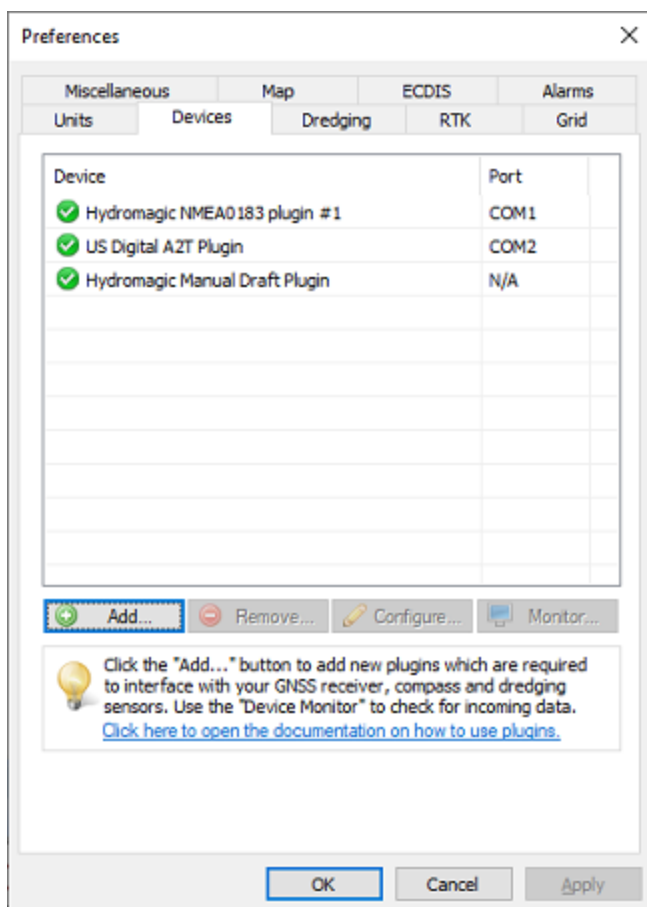 Preferences
Miscellaneous Map ECDIS Alarms
Units Devices Dredging RTK Grid
Device Port
Hydromagic NMEA0183 plugin #1 COM1
US Digital A2T Plugin COM2
Hydromagic Manual Draft Plugin N/A
Add... Remove... Configure... Monitor...
Click the "Add..." button to add new plugins which are required
to interface with your GNSS receiver, compass and dredging
sensors. Use the "Device Monitor" to check for incoming data.
Click here to open the documentation on how to use plugins.
OK Cancel Apply